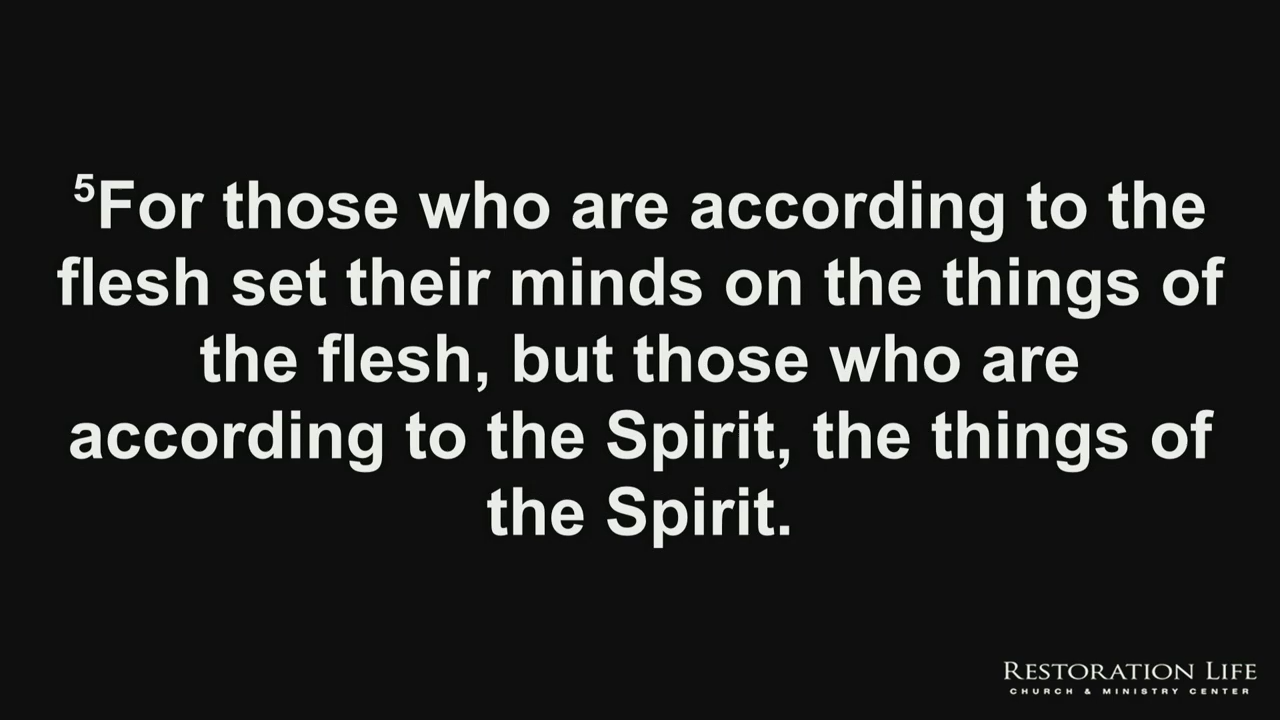 ⁵For those who are according to the
flesh set their minds on the things of
the flesh, but those who are
according to the Spirit, the things of
the Spirit.
RESTORATION LIFE
CHURCH & MINISTRY CENTER